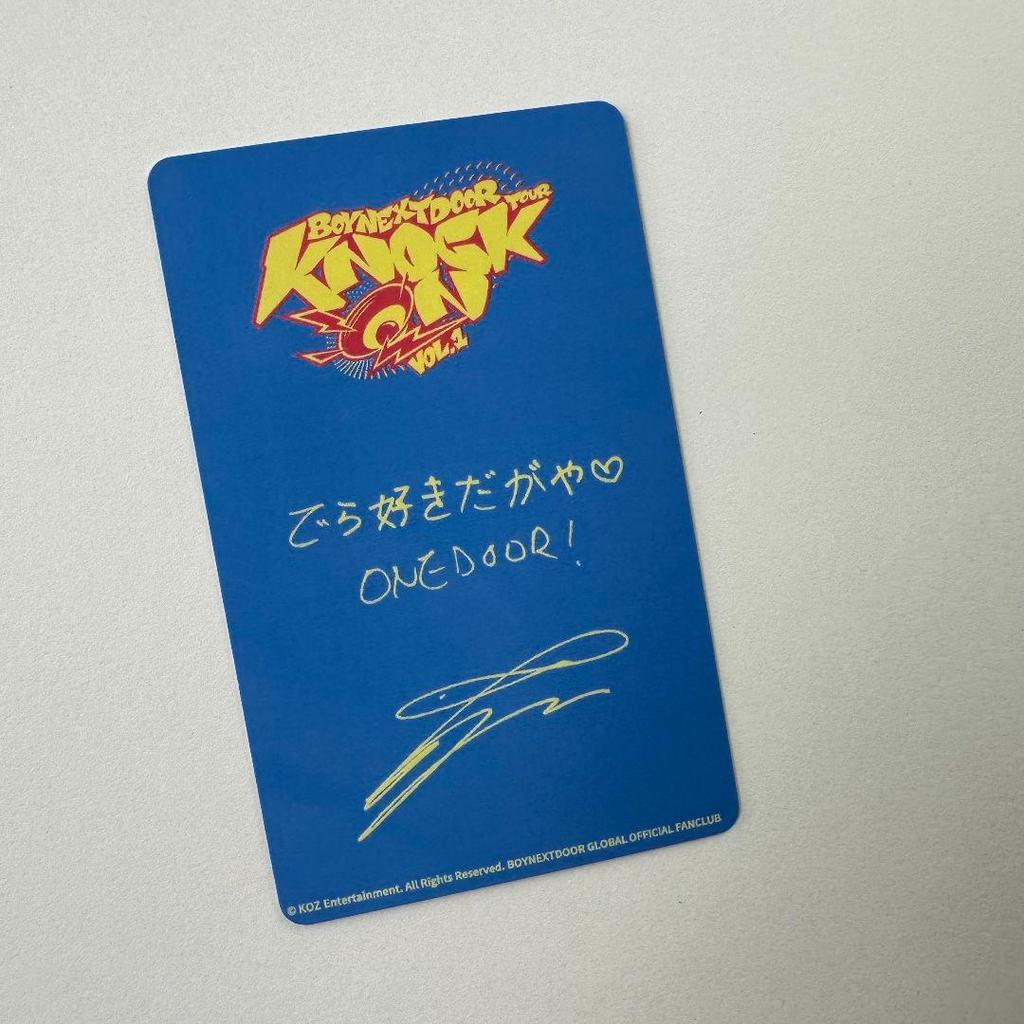 BOYNEXTDOOR TOUR
KNOCK
ON
VOL.1
でら好きだがや♡
ONEDOOR!
© KOZ Entertainment. All Rights Reserved. BOYNEXTDOOR GLOBAL OFFICIAL FANCLUB